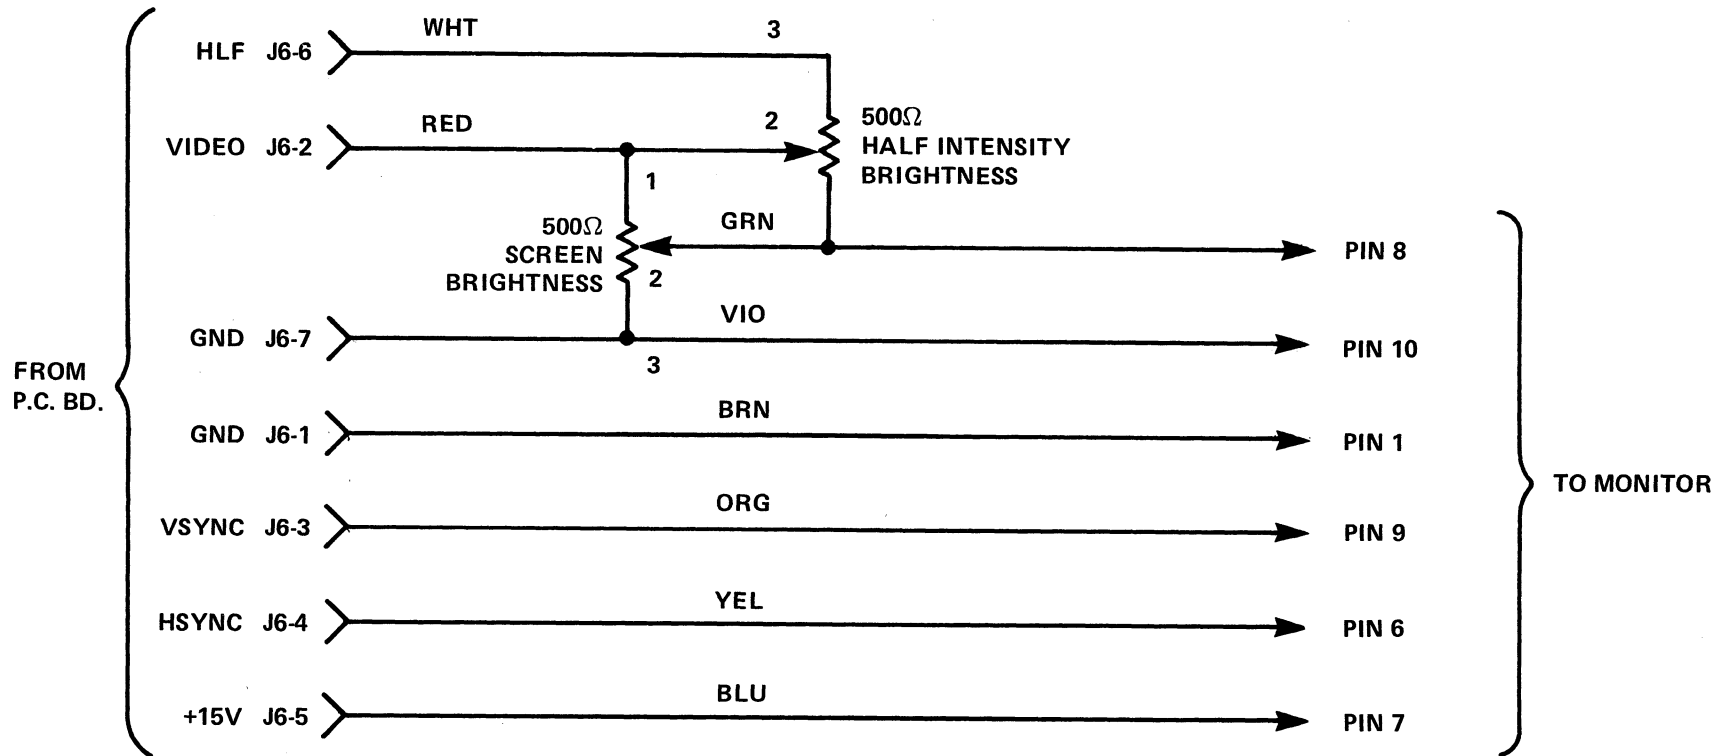 WHT
3
HLF J6-6
RED
2
500Ω
HALF INTENSITY
BRIGHTNESS
VIDEO J6-2
1
GRN
500Ω
SCREEN
BRIGHTNESS
2
PIN 8
VIO
GND J6-7
3
PIN 10
FROM
P.C. BD.
BRN
GND J6-1
PIN 1
TO MONITOR
ORG
VSYNC J6-3
PIN 9
YEL
HSYNC J6-4
PIN 6
BLU
+15V J6-5
PIN 7